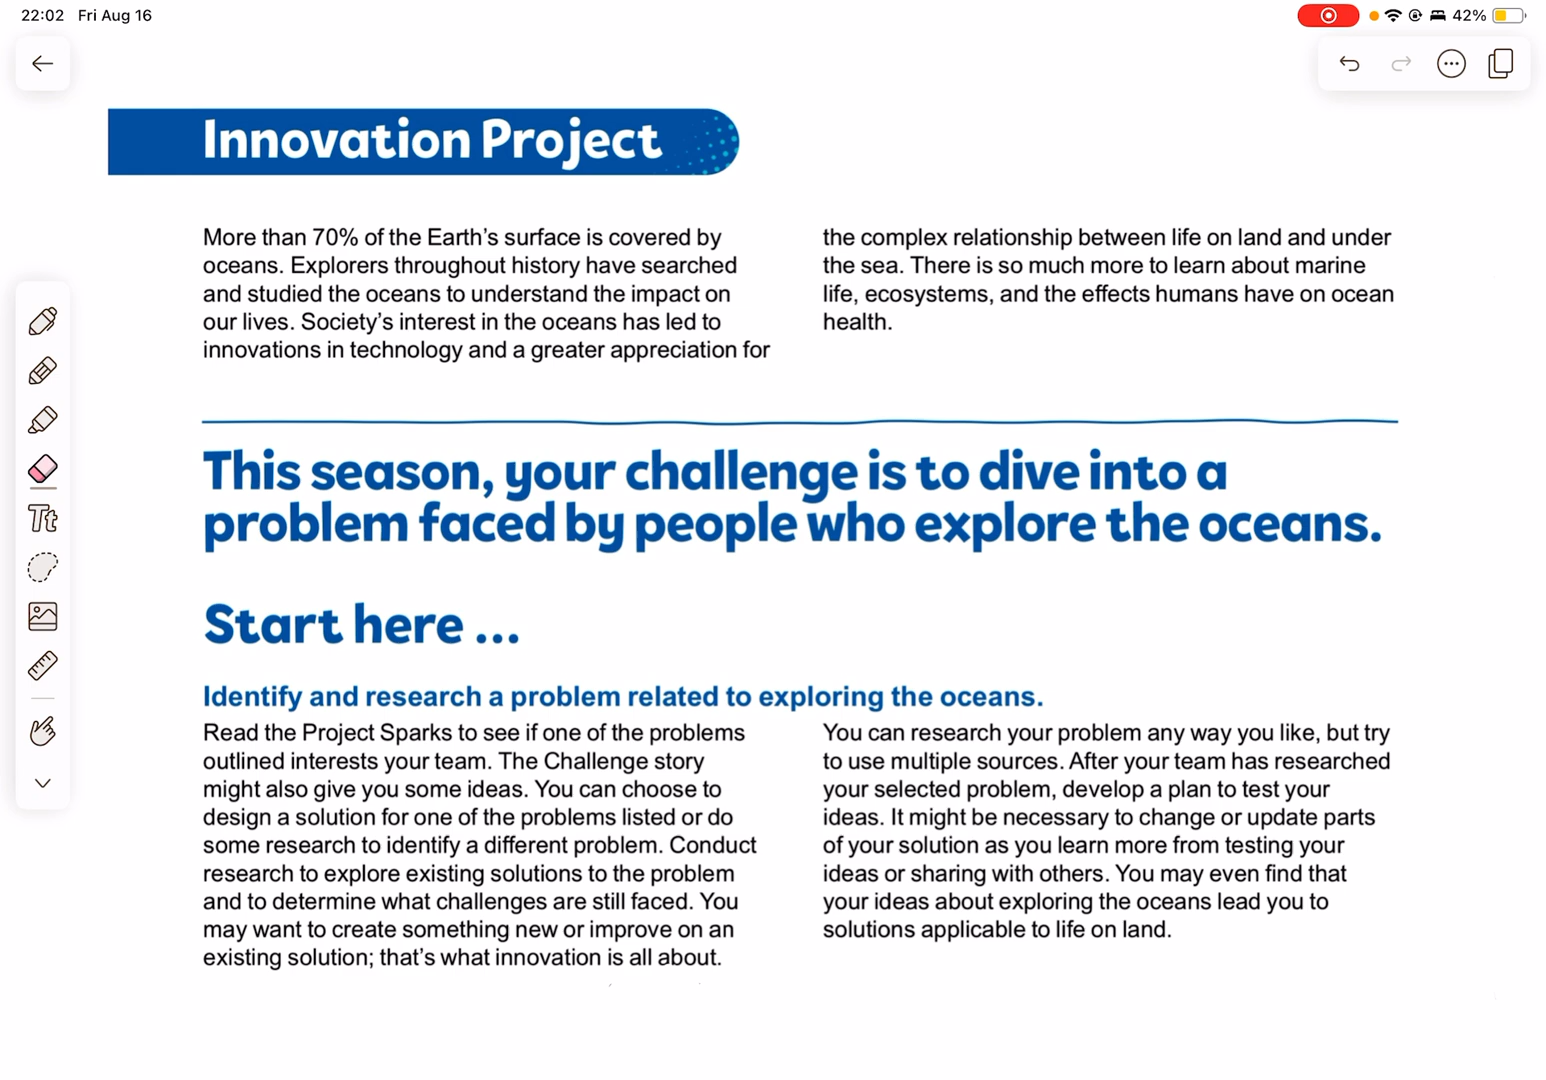 22:02 Fri Aug 16
42%
Innovation Project
More than 70% of the Earth’s surface is covered by
oceans. Explorers throughout history have searched
and studied the oceans to understand the impact on
our lives. Society’s interest in the oceans has led to
innovations in technology and a greater appreciation for
the complex relationship between life on land and under
the sea. There is so much more to learn about marine
life, ecosystems, and the effects humans have on ocean
health.
This season, your challenge is to dive into a
problem faced by people who explore the oceans.
Start here ...
Identify and research a problem related to exploring the oceans.
Read the Project Sparks to see if one of the problems
outlined interests your team. The Challenge story
might also give you some ideas. You can choose to
design a solution for one of the problems listed or do
some research to identify a different problem. Conduct
research to explore existing solutions to the problem
and to determine what challenges are still faced. You
may want to create something new or improve on an
existing solution; that’s what innovation is all about.
You can research your problem any way you like, but try
to use multiple sources. After your team has researched
your selected problem, develop a plan to test your
ideas. It might be necessary to change or update parts
of your solution as you learn more from testing your
ideas or sharing with others. You may even find that
your ideas about exploring the oceans lead you to
solutions applicable to life on land.
Tt